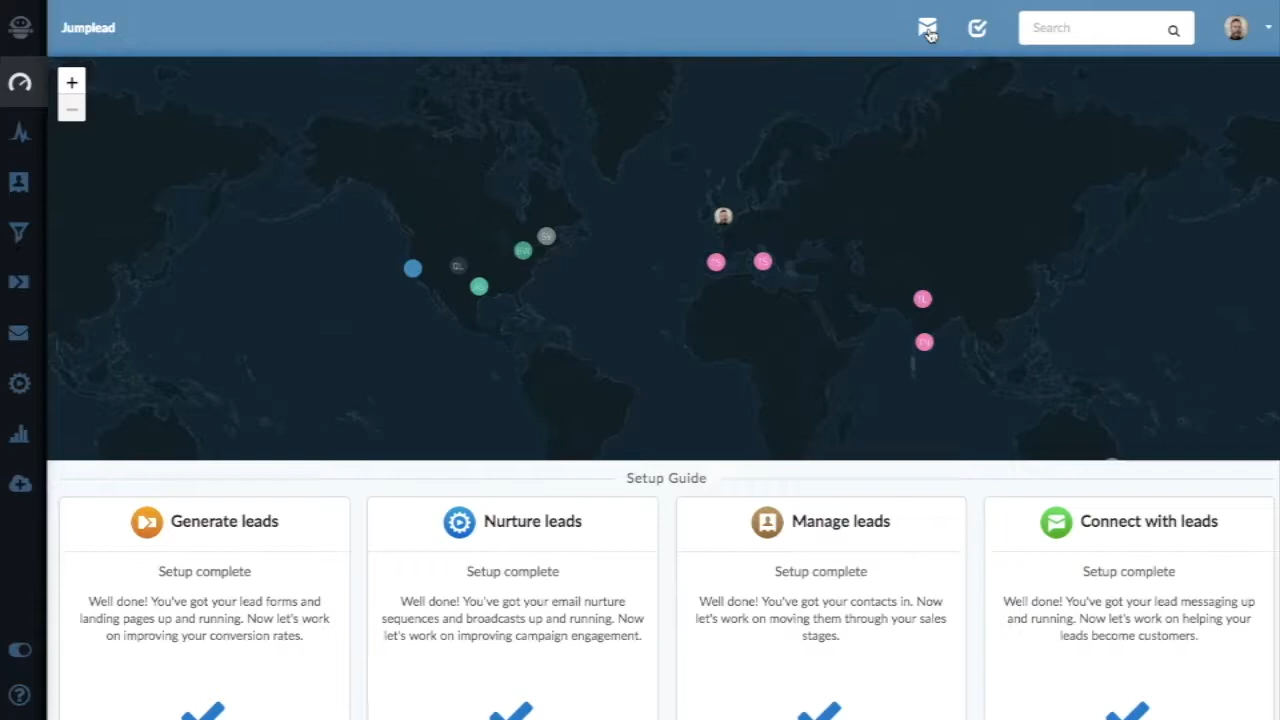 Jumplead
Search
+
−
Setup Guide
Generate leads
Setup complete
Well done! You've got your lead forms and
landing pages up and running. Now let's work
on improving your conversion rates.
Nurture leads
Setup complete
Well done! You've got your email nurture
sequences and broadcasts up and running. Now
let's work on improving campaign engagement.
Manage leads
Setup complete
Well done! You've got your contacts in. Now
let's work on moving them through your sales
stages.
Connect with leads
Setup complete
Well done! You've got your lead messaging up
and running. Now let's work on helping your
leads become customers.